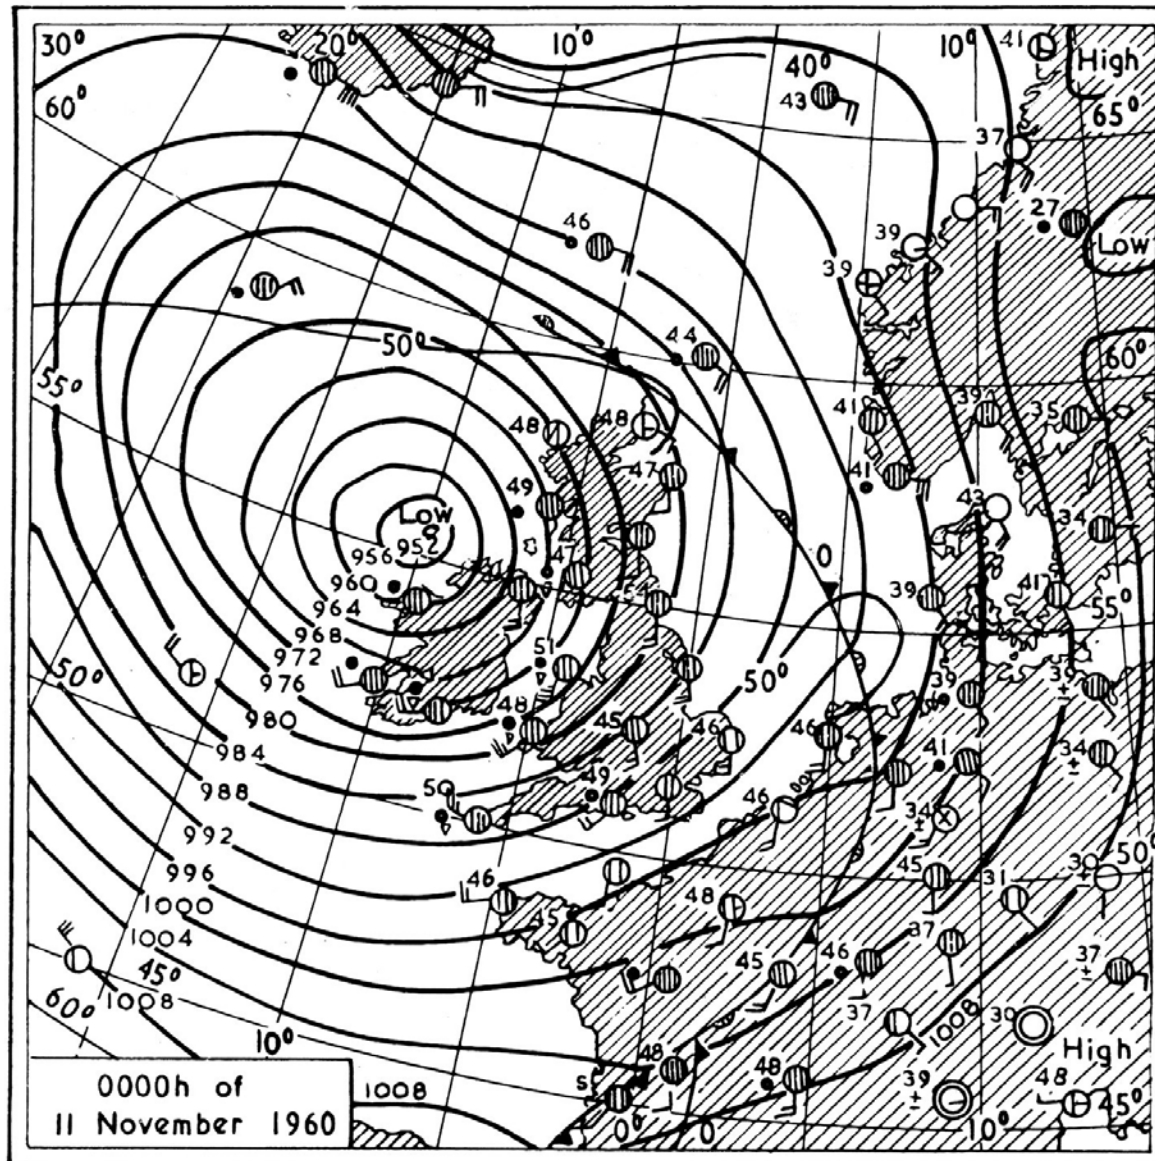 30° 20° 10° 10° 41 High
40° 65°
60° 43
37
46 27
39 Low
39
44
50° 60°
55° 48 48 41 39 35
47 41
49 43
Low 34
956 952 47 0
960 54 39 41 55°
964
968
972 51
50° 976 50° 39 39
980 48 45 46 46 41 34
984 50 49
988 46 34
992 50°
996 46 45 31 30
1000 45 48 37
1004 45 46 37
45°
1008 37 1008 30
60° 10° High
0000h of 48 48 39 48 45°
11 November 1960 1008 S 0° 0 10°